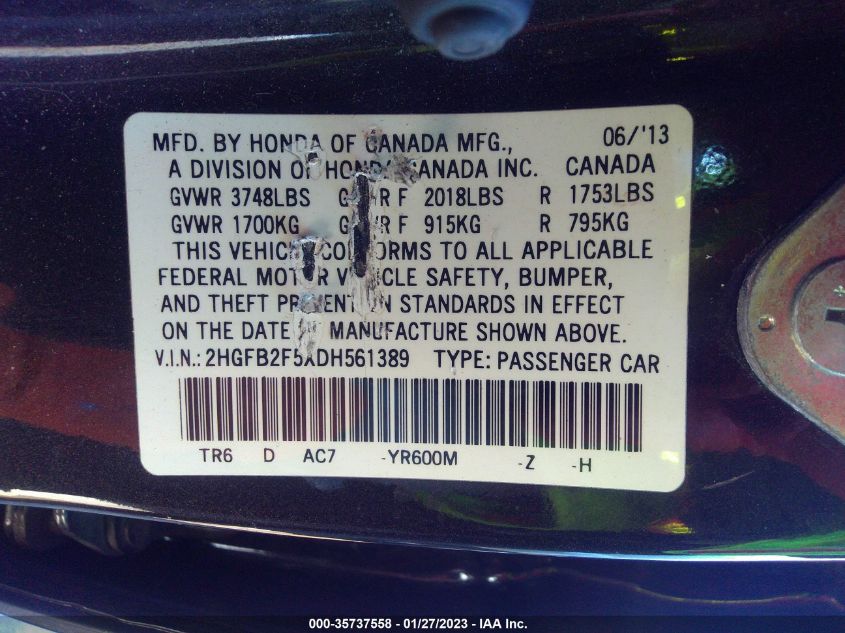 MFD. BY HONDA OF CANADA MFG., 06/'13
A DIVISION OF HONDA CANADA INC. CANADA
GVWR 3748LBS GAWR F 2018LBS R 1753LBS
GVWR 1700KG GAWR F 915KG R 795KG
THIS VEHICLE CONFORMS TO ALL APPLICABLE
FEDERAL MOTOR VEHICLE SAFETY, BUMPER,
AND THEFT PREVENTION STANDARDS IN EFFECT
ON THE DATE OF MANUFACTURE SHOWN ABOVE.
V.I.N.: 2HGFB2F5XDH561389 TYPE: PASSENGER CAR
TR6 D AC7 -YR600M -Z -H
000-35737558 - 01/27/2023 - IAA Inc.